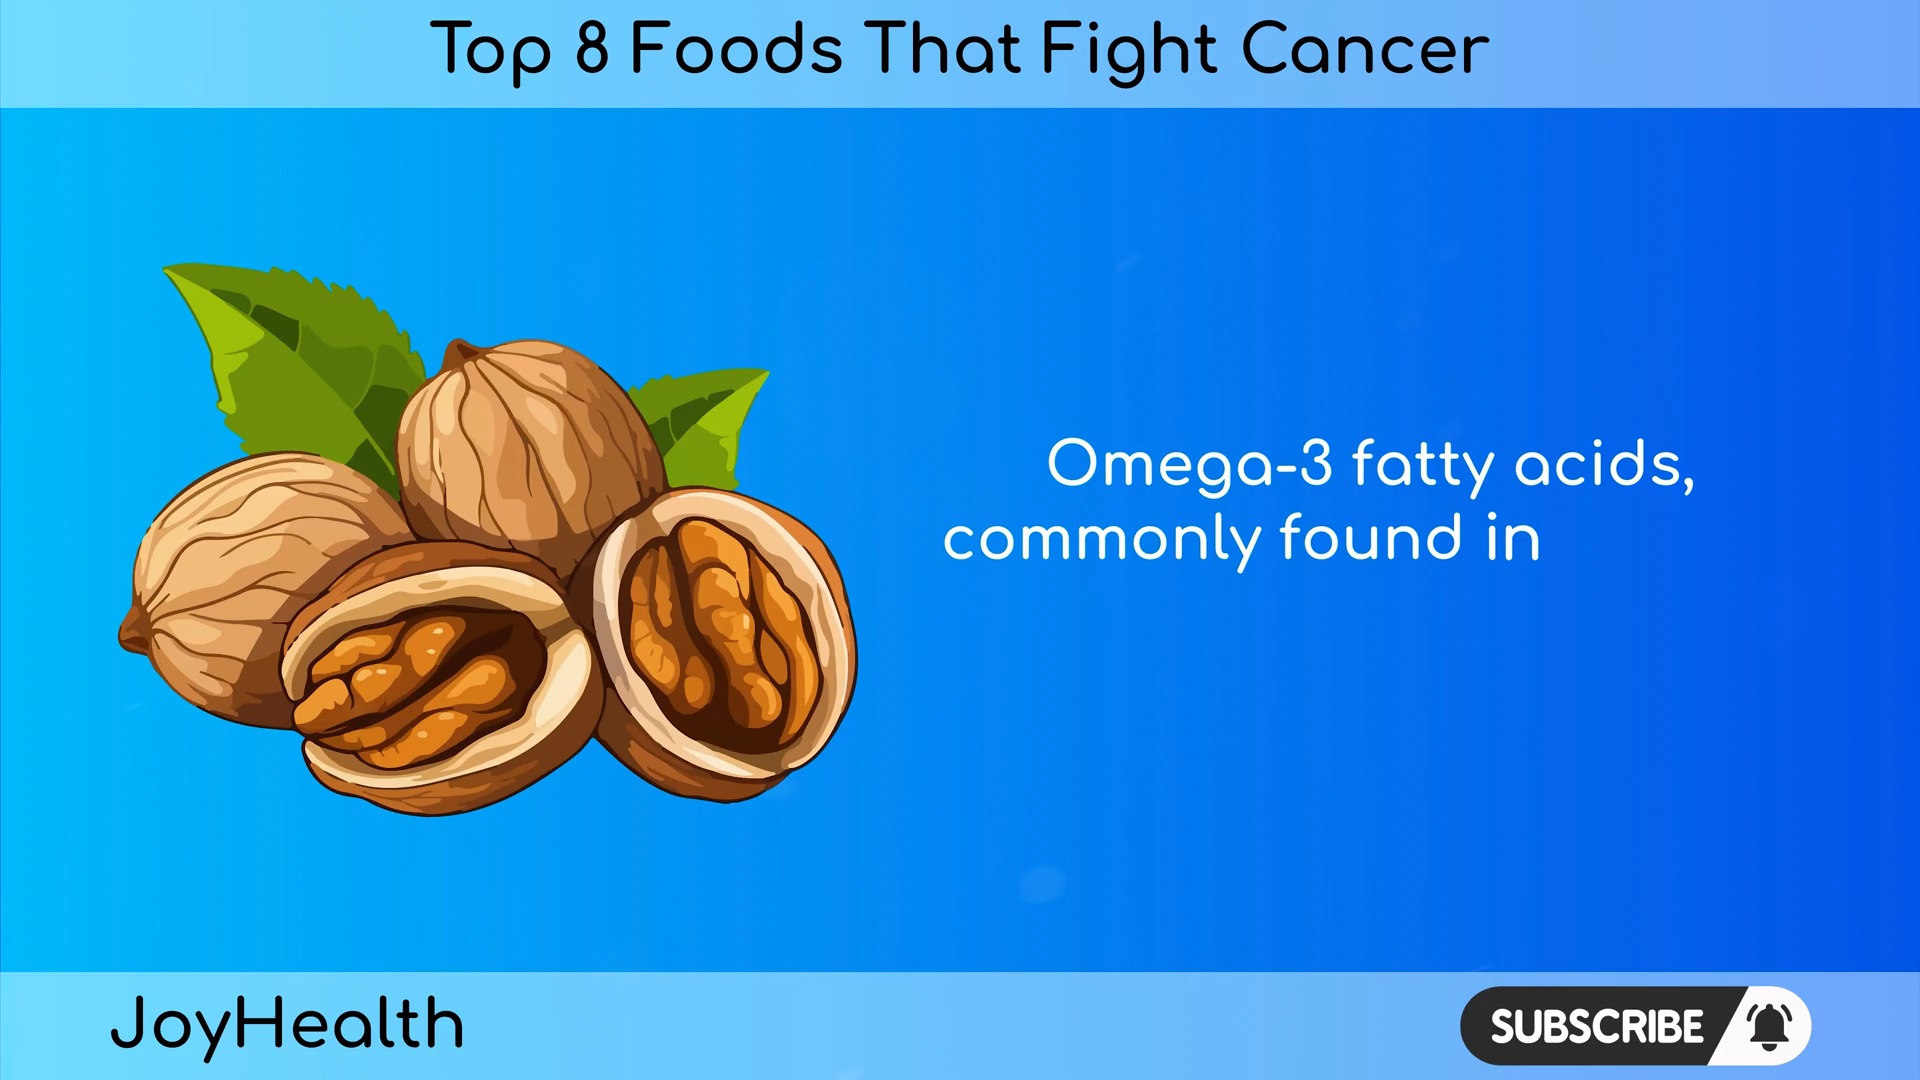 Top 8 Foods That Fight Cancer
Omega-3 fatty acids,
commonly found in
JoyHealth
SUBSCRIBE